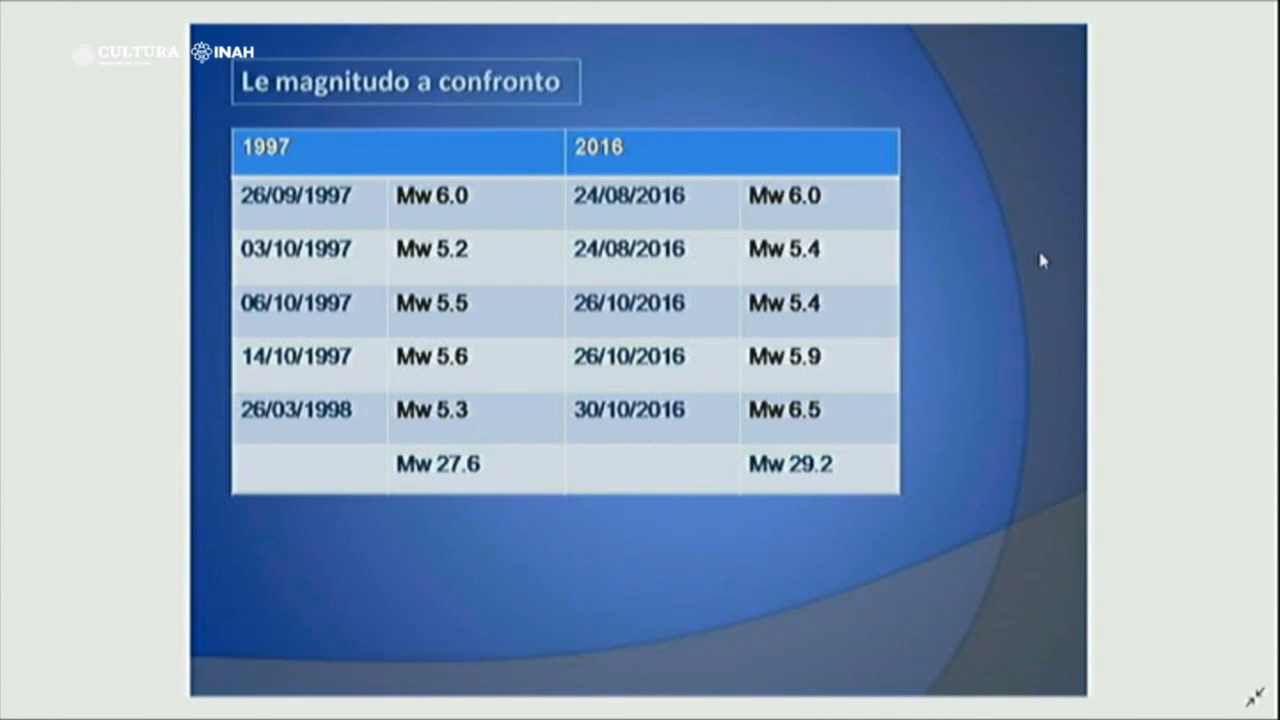 CULTURA INAH
Le magnitudo a confronto
1997 2016
26/09/1997 Mw 6.0 24/08/2016 Mw 6.0
03/10/1997 Mw 5.2 24/08/2016 Mw 5.4
06/10/1997 Mw 5.5 26/10/2016 Mw 5.4
14/10/1997 Mw 5.6 26/10/2016 Mw 5.9
26/03/1998 Mw 5.3 30/10/2016 Mw 6.5
Mw 27.6 Mw 29.2